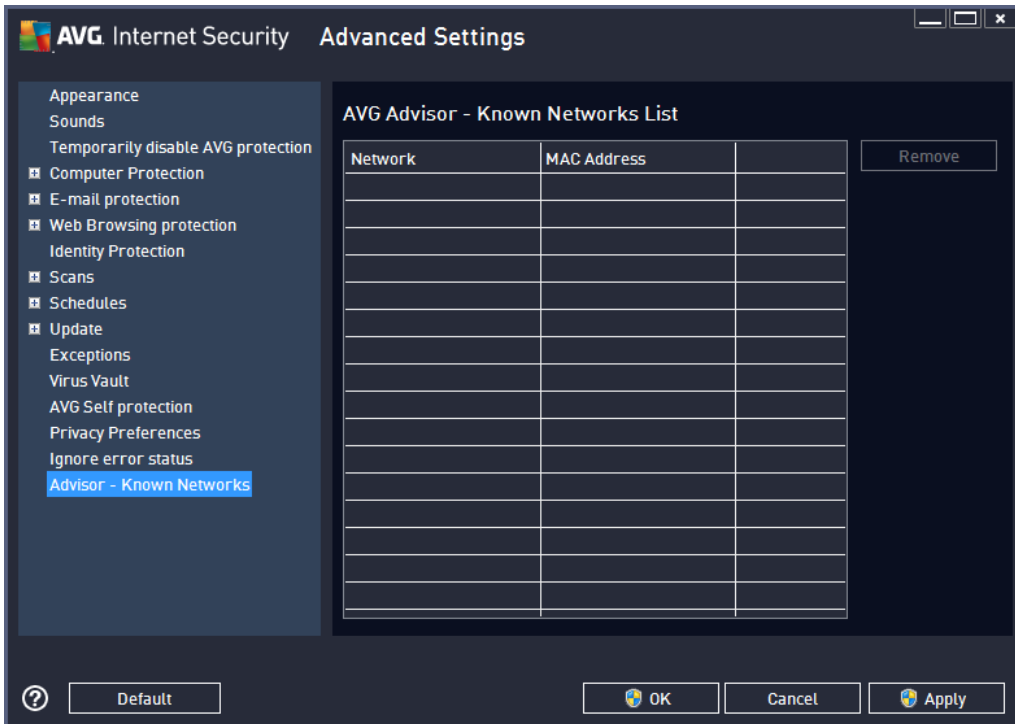 AVG. Internet Security Advanced Settings
Appearance
Sounds
Temporarily disable AVG protection
Computer Protection
E-mail protection
Web Browsing protection
Identity Protection
Scans
Schedules
Update
Exceptions
Virus Vault
AVG Self protection
Privacy Preferences
Ignore error status
Advisor - Known Networks
AVG Advisor - Known Networks List
Network MAC Address
Remove
? Default OK Cancel Apply